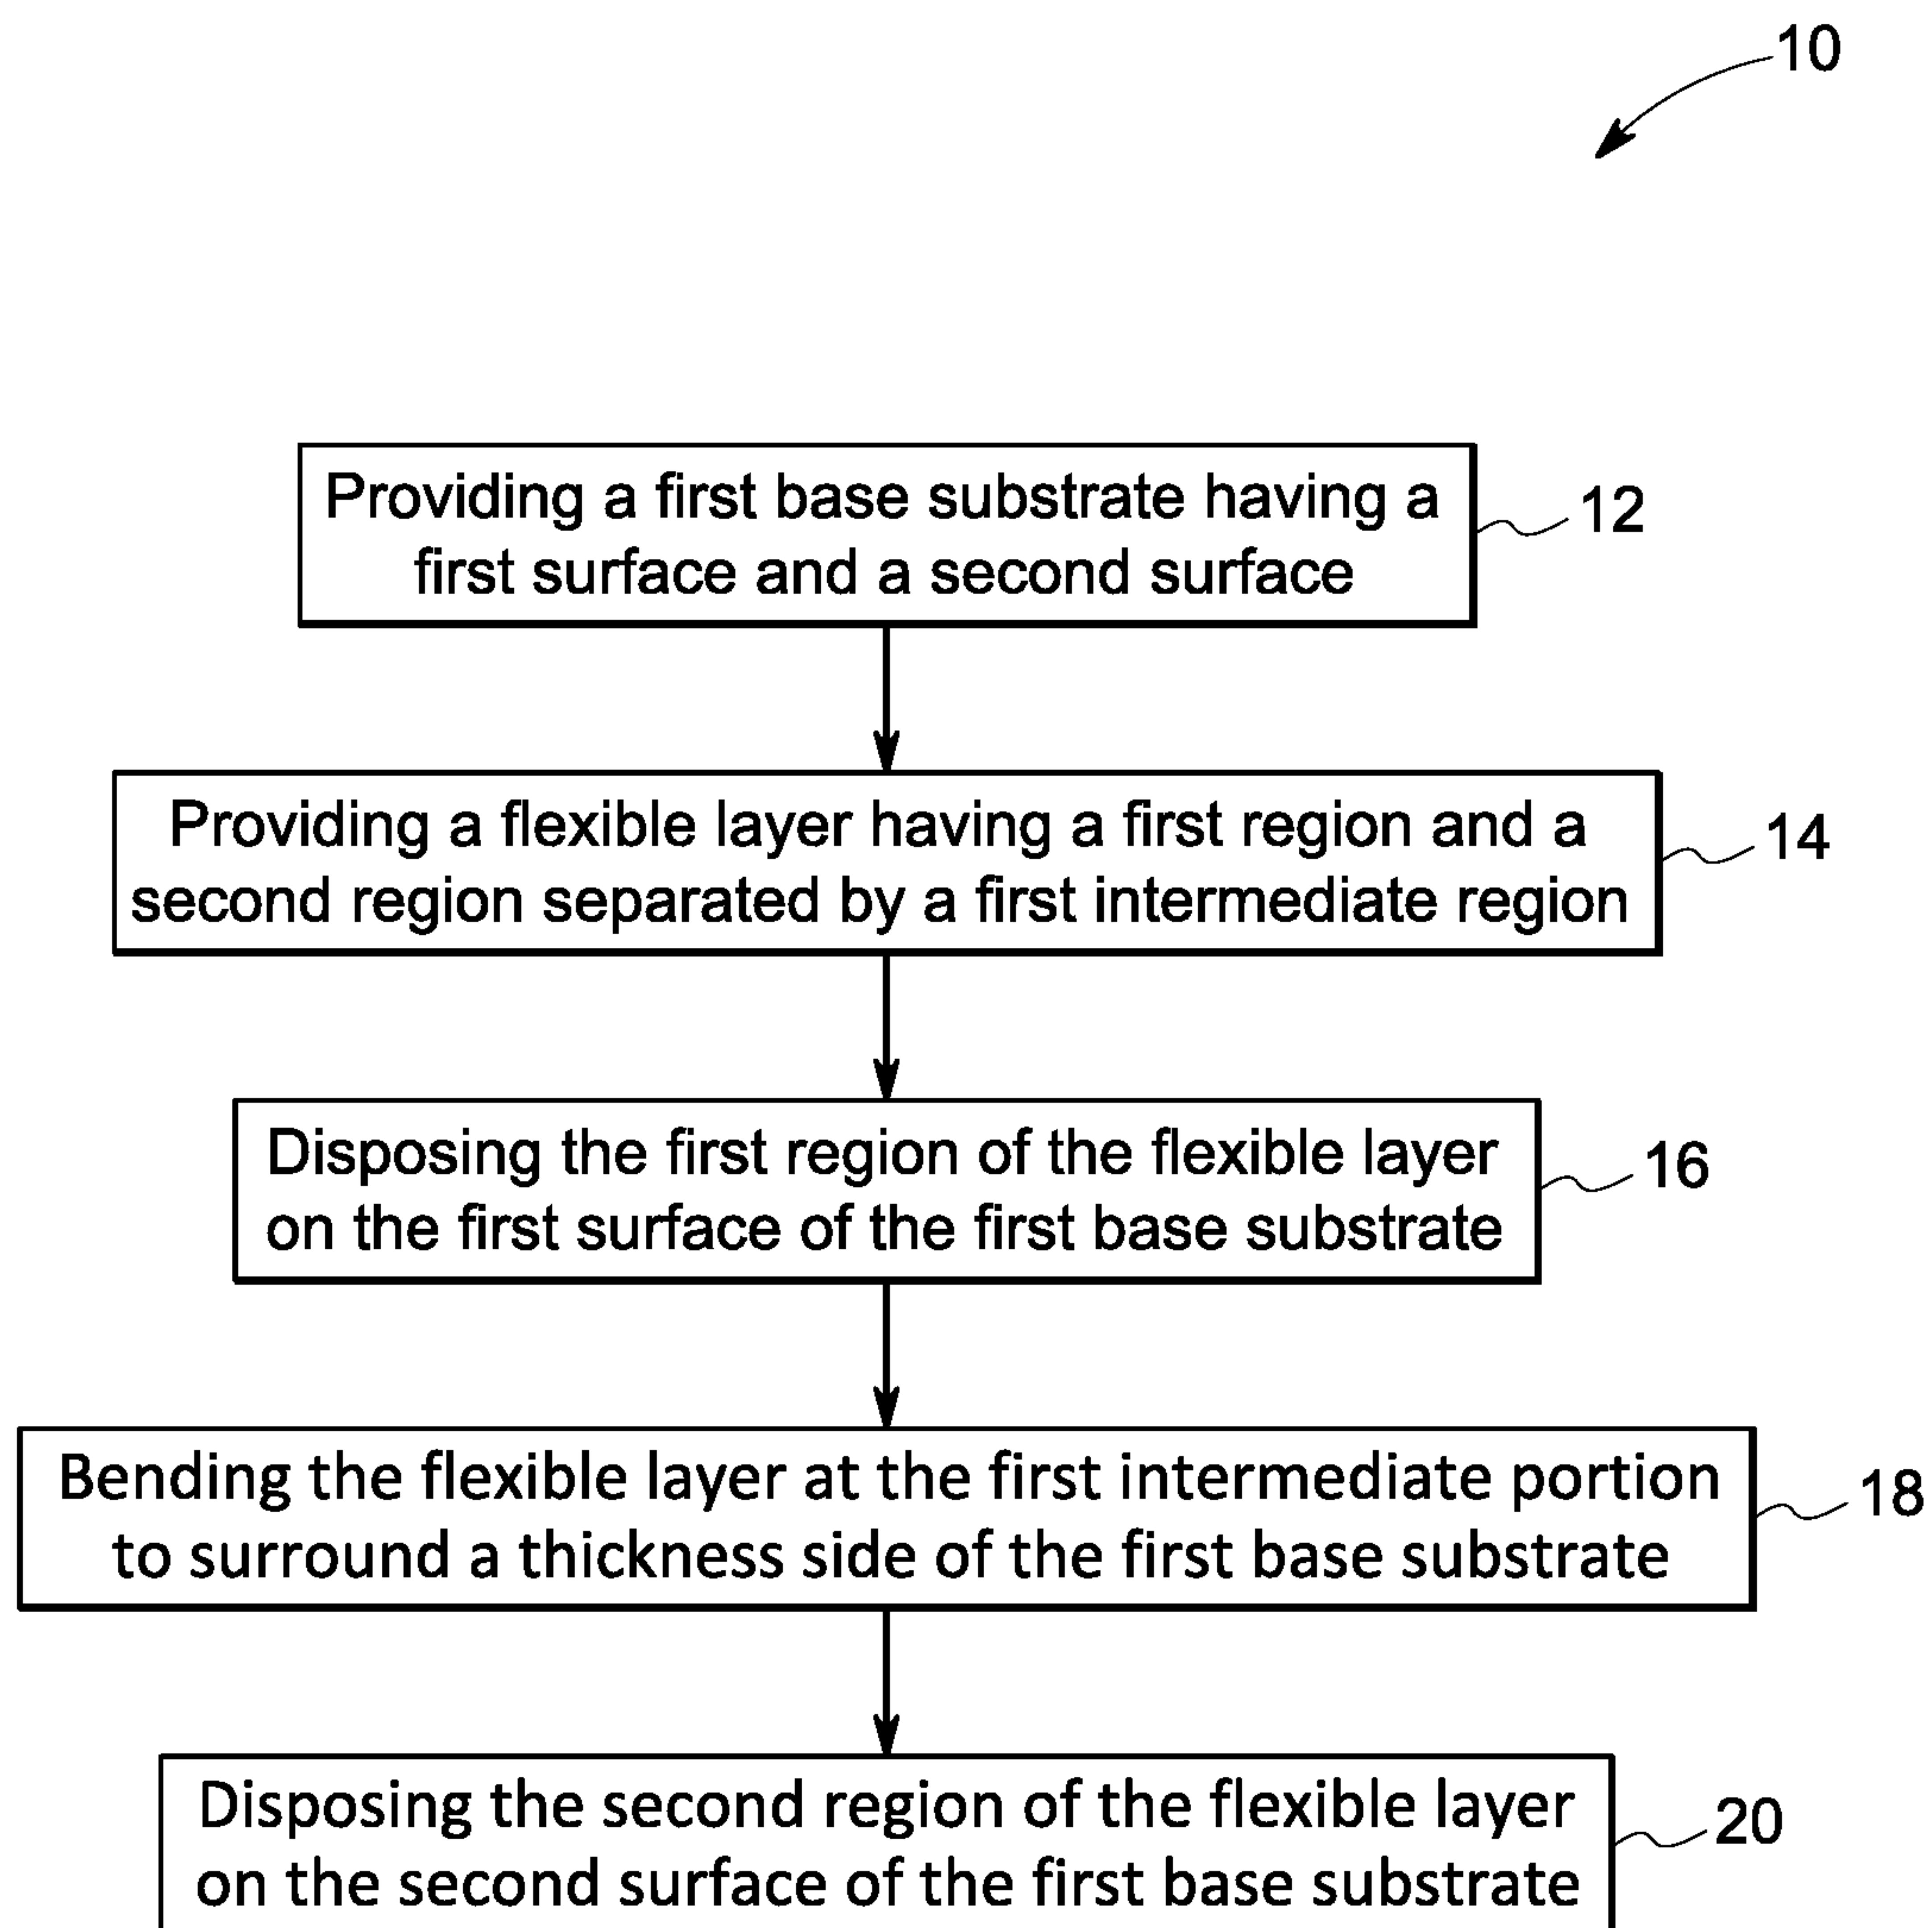 10
Providing a first base substrate having a
first surface and a second surface
12
Providing a flexible layer having a first region and a
second region separated by a first intermediate region
14
Disposing the first region of the flexible layer
on the first surface of the first base substrate
16
Bending the flexible layer at the first intermediate portion
to surround a thickness side of the first base substrate
18
Disposing the second region of the flexible layer
on the second surface of the first base substrate
20